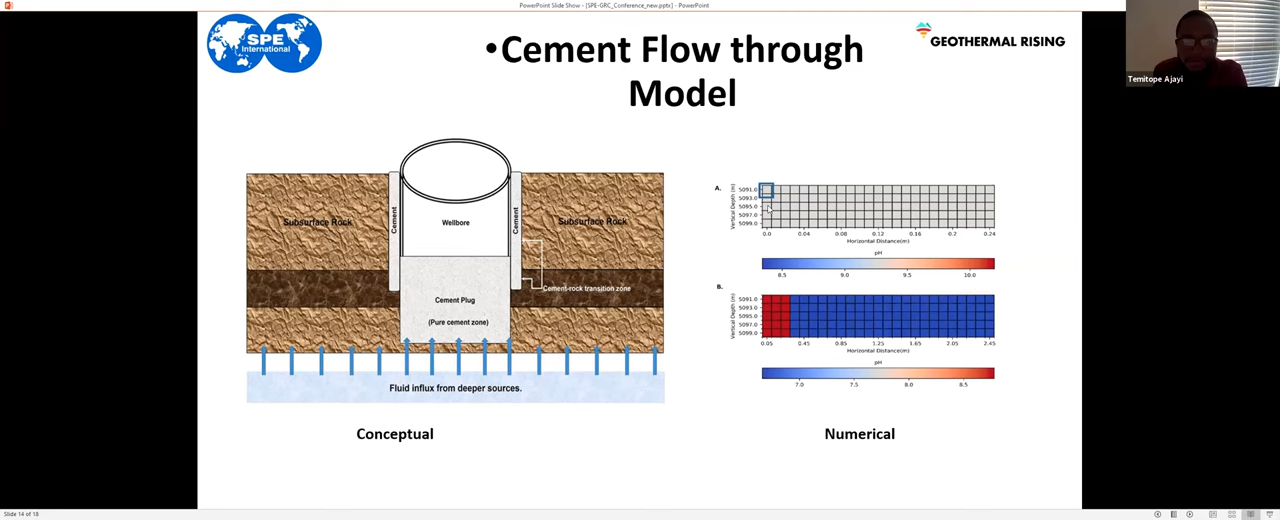 PowerPoint Slide Show - [SPE-GRC_Conference_new.pptx] - PowerPoint
SPE
International
•Cement Flow through
Model
GEOTHERMAL RISING
Temitope Ajayi
Subsurface Rock
Cement
Wellbore
Cement
Subsurface Rock
Cement-rock transition zone
Cement Plug
(Pure cement zone)
Fluid influx from deeper sources.
Conceptual
A.
Vertical Depth (m)
5091.0
5093.0
5095.0
5097.0
5099.0
0.0 0.04 0.08 0.12 0.16 0.2 0.24
Horizontal Distance(m)
pH
8.5 9.0 9.5 10.0
B.
Vertical Depth (m)
5091.0
5093.0
5095.0
5097.0
5099.0
0.05 0.45 0.85 1.25 1.65 2.05 2.45
Horizontal Distance(m)
pH
7.0 7.5 8.0 8.5
Numerical
Slide 14 of 18